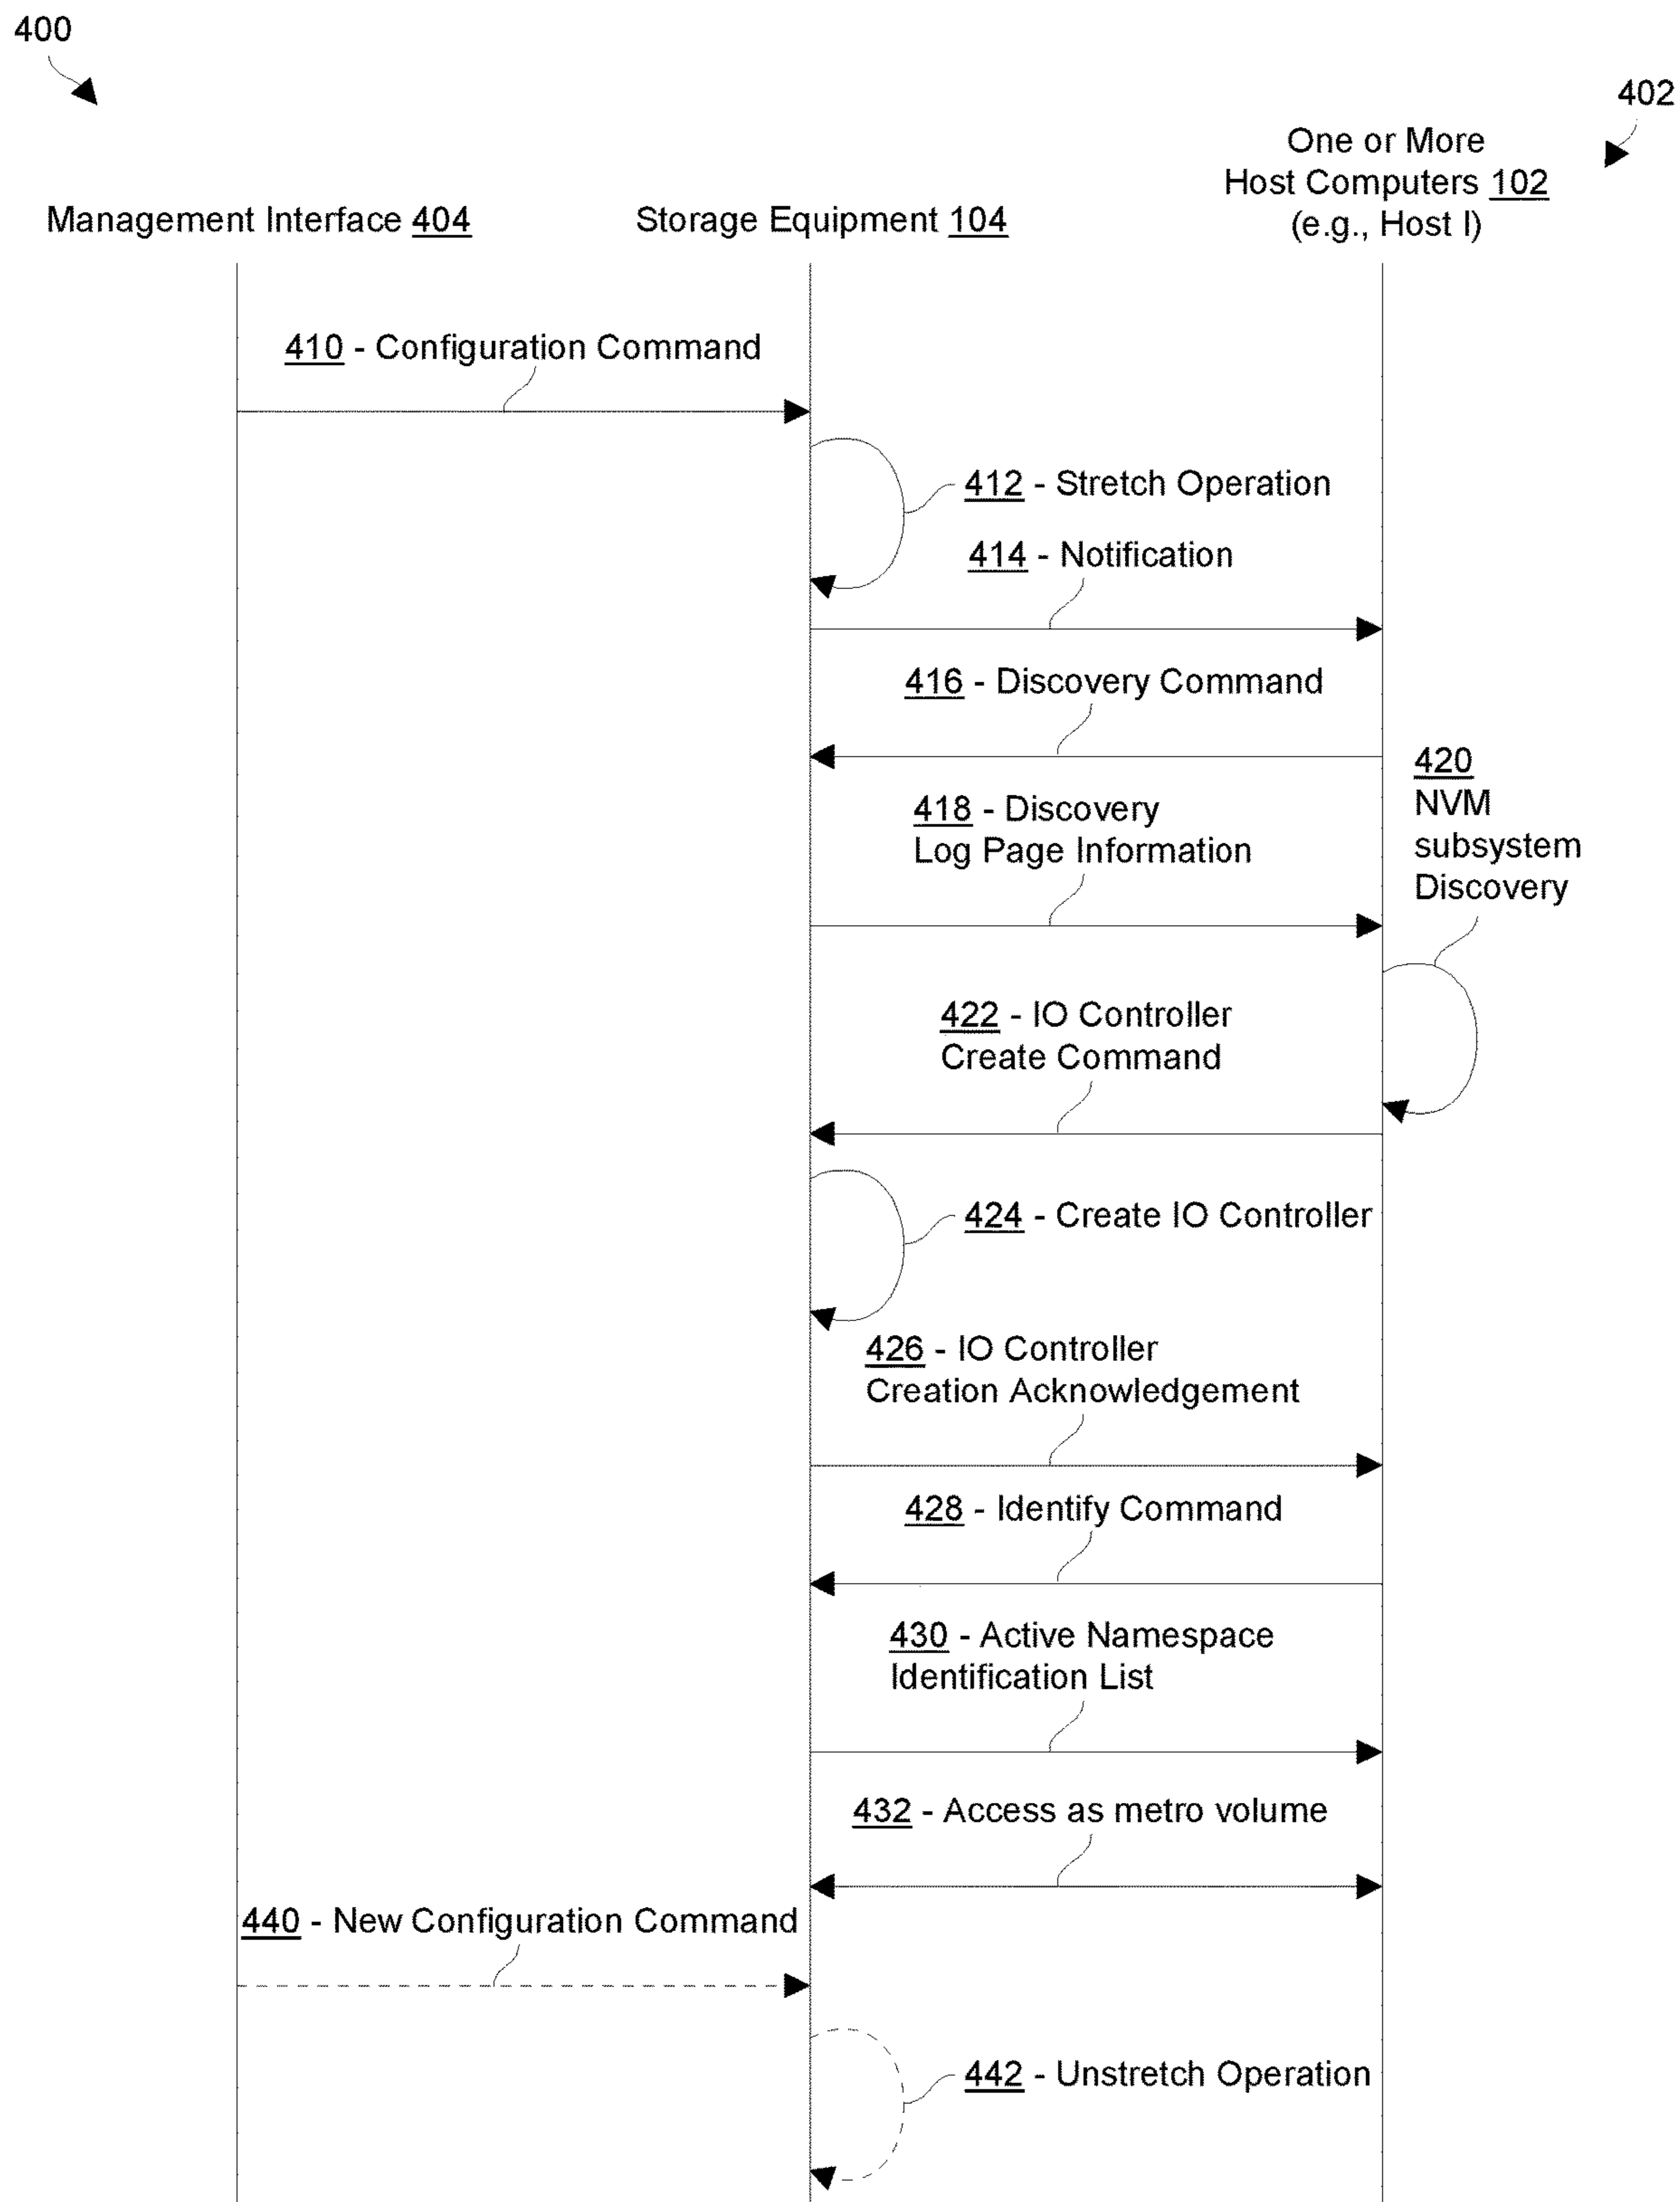 400
402
One or More
Host Computers 102
(e.g., Host I)
Management Interface 404
Storage Equipment 104
410 - Configuration Command
412 - Stretch Operation
414 - Notification
416 - Discovery Command
420
NVM
subsystem
Discovery
418 - Discovery
Log Page Information
422 - IO Controller
Create Command
424 - Create IO Controller
426 - IO Controller
Creation Acknowledgement
428 - Identify Command
430 - Active Namespace
Identification List
432 - Access as metro volume
440 - New Configuration Command
442 - Unstretch Operation